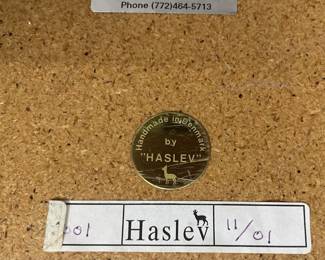 Phone (772)464-5713
Handmade in Denmark
by
"HASLEV"
001 Haslev 11/01